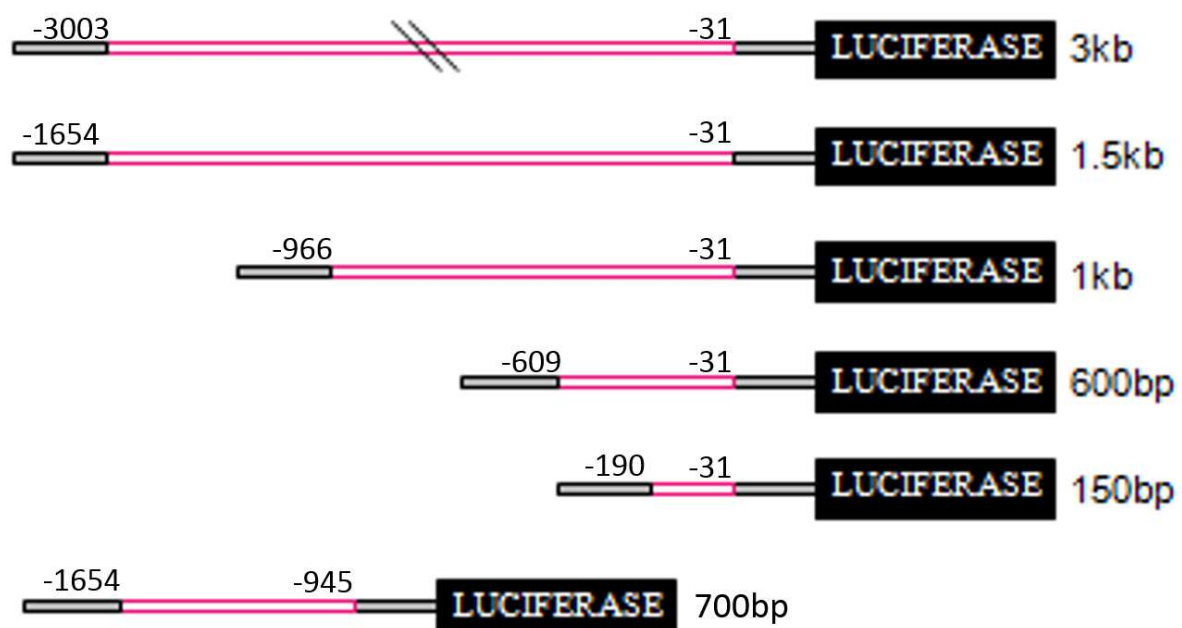 -3003 -31 LUCIFERASE 3kb
-1654 -31 LUCIFERASE 1.5kb
-966 -31 LUCIFERASE 1kb
-609 -31 LUCIFERASE 600bp
-190 -31 LUCIFERASE 150bp
-1654 -945 LUCIFERASE 700bp